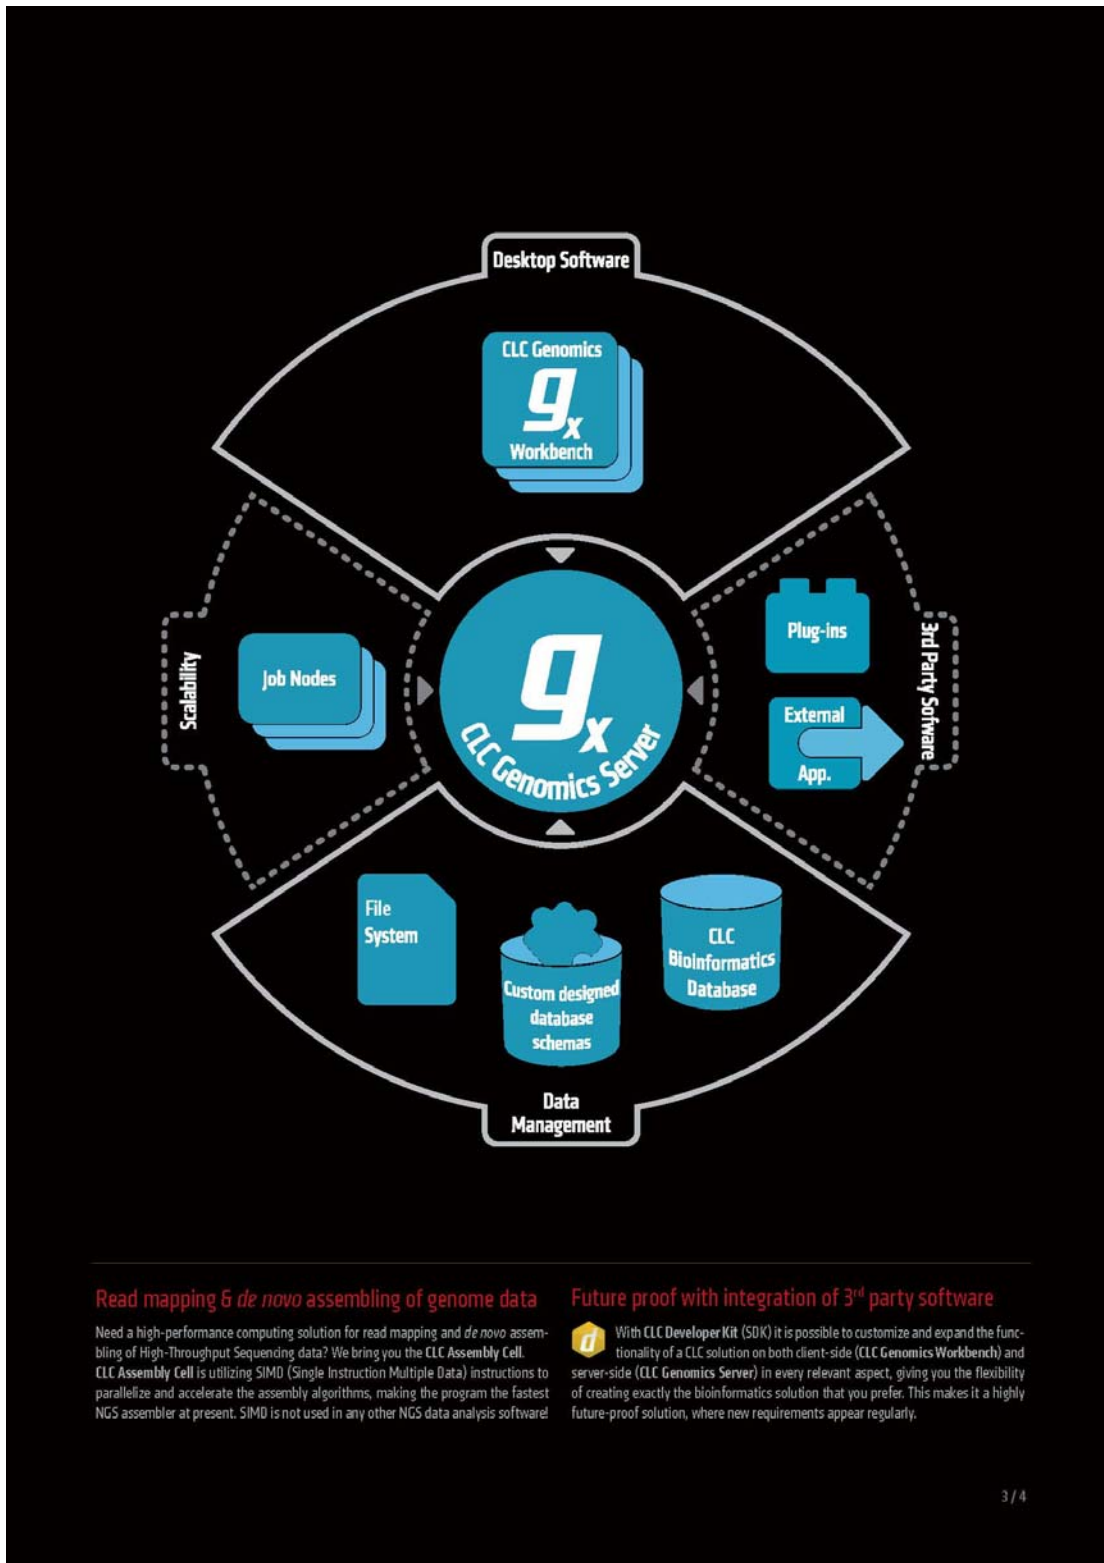 Desktop Software
CLC Genomics
gx
Workbench
Scalability
Job Nodes
gx
CLC Genomics Server
Plug-ins
External
App.
3rd Party Sofware
File
System
Custom designed
database
schemas
CLC
Bioinformatics
Database
Data
Management
Read mapping & de novo assembling of genome data
Need a high-performance computing solution for read mapping and de novo assem-
bling of High-Throughput Sequencing data? We bring you the CLC Assembly Cell.
CLC Assembly Cell is utilizing SIMD (Single Instruction Multiple Data) instructions to
parallelize and accelerate the assembly algorithms, making the program the fastest
NGS assembler at present. SIMD is not used in any other NGS data analysis software!
Future proof with integration of 3rd party software
d
With CLC Developer Kit (SDK) it is possible to customize and expand the func-
tionality of a CLC solution on both client-side (CLC Genomics Workbench) and
server-side (CLC Genomics Server) in every relevant aspect, giving you the flexibility
of creating exactly the bioinformatics solution that you prefer. This makes it a highly
future-proof solution, where new requirements appear regularly.
3 / 4